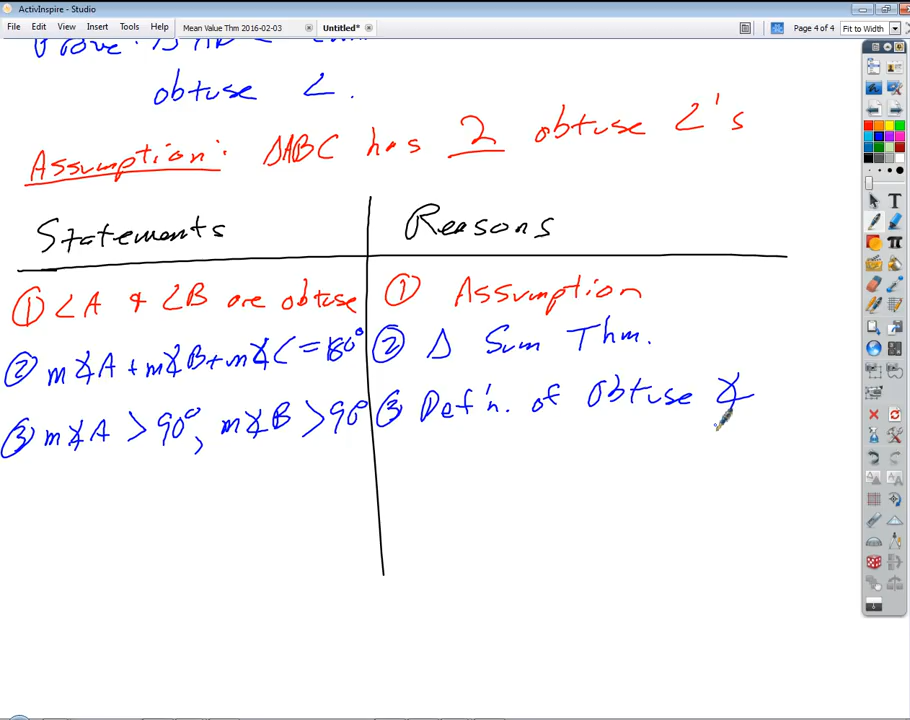 ActivInspire - Studio
File Edit View Insert Tools Help
Mean Value Thm 2016-02-03
Untitled*
Page 4 of 4
Fit to Width
Prove:
obtuse ∠.
Assumption: △ABC has 2 obtuse ∠'s
Statements
Reasons
① ∠A & ∠B are obtuse
① Assumption
② m∡A + m∡B + m∡C = 180°
② △ Sum Thm.
③ m∡A > 90°, m∡B > 90°
③ Def'n. of Obtuse ∡